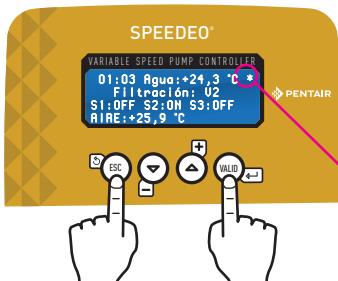 SPEEDEO®
VARIABLE SPEED PUMP CONTROLLER
01:03 Agua:+24,3 °C *
Filtración: V2
S1:OFF S2:ON S3:OFF
AIRE:+25,9 °C
PENTAIR
ESC
VALID